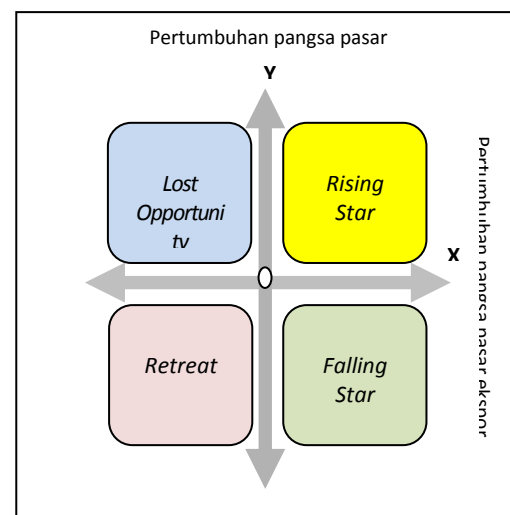 Pertumbuhan pangsa pasar
Y
Lost
Opportuni
ty
Rising
Star
X
Retreat
Falling
Star
Pertumbuhan pangsa pasar ekspor